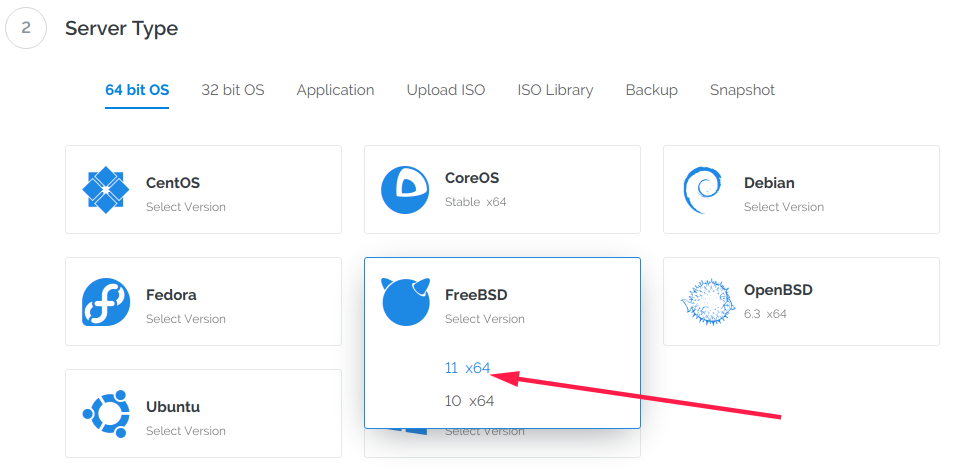 2
Server Type
64 bit OS 32 bit OS Application Upload ISO ISO Library Backup Snapshot
CentOS
Select Version
CoreOS
Stable x64
Debian
Select Version
Fedora
Select Version
FreeBSD
Select Version
11 x64
10 x64
OpenBSD
6.3 x64
Ubuntu
Select Version
Select Version